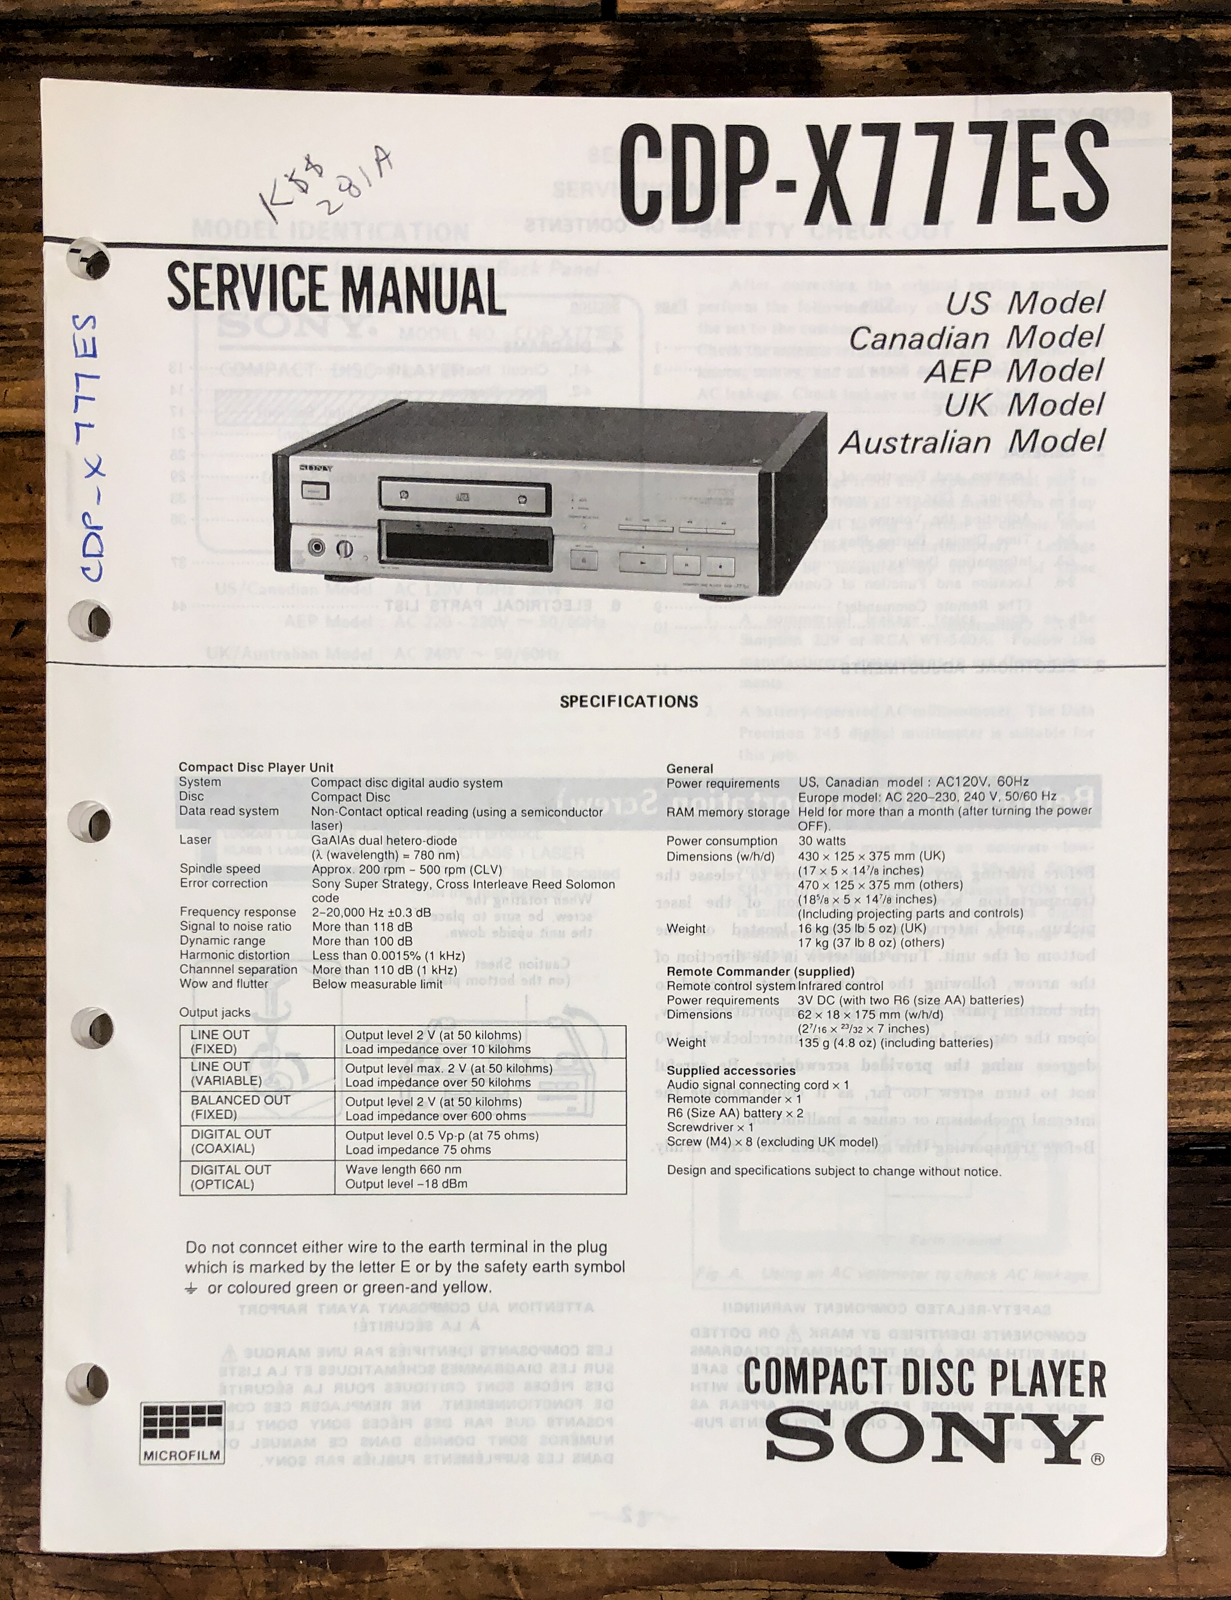 CDP-X777ES
281A
SERVICE MANUAL
US Model
Canadian Model
AEP Model
UK Model
Australian Model
CDP-X777ES
SONY
SPECIFICATIONS
Compact Disc Player Unit
System Compact disc digital audio system
Disc Compact Disc
Data read system Non-Contact optical reading (using a semiconductor
laser)
Laser GaAlAs dual hetero-diode
(λ (wavelength) = 780 nm)
Spindle speed Approx. 200 rpm – 500 rpm (CLV)
Error correction Sony Super Strategy, Cross Interleave Reed Solomon
code
Frequency response 2–20,000 Hz ±0.3 dB
Signal to noise ratio More than 118 dB
Dynamic range More than 100 dB
Harmonic distortion Less than 0.0015% (1 kHz)
Channnel separation More than 110 dB (1 kHz)
Wow and flutter Below measurable limit
Output jacks
LINE OUT Output level 2 V (at 50 kilohms)
(FIXED) Load impedance over 10 kilohms
LINE OUT Output level max. 2 V (at 50 kilohms)
(VARIABLE) Load impedance over 50 kilohms
BALANCED OUT Output level 2 V (at 50 kilohms)
(FIXED) Load impedance over 600 ohms
DIGITAL OUT Output level 0.5 Vp-p (at 75 ohms)
(COAXIAL) Load impedance 75 ohms
DIGITAL OUT Wave length 660 nm
(OPTICAL) Output level –18 dBm
General
Power requirements US, Canadian model : AC120V, 60Hz
Europe model: AC 220–230, 240 V, 50/60 Hz
RAM memory storage Held for more than a month (after turning the power
OFF).
Power consumption 30 watts
Dimensions (w/h/d) 430 × 125 × 375 mm (UK)
(17 × 5 × 14⁷/₈ inches)
470 × 125 × 375 mm (others)
(18⁵/₈ × 5 × 14⁷/₈ inches)
(Including projecting parts and controls)
Weight 16 kg (35 lb 5 oz) (UK)
17 kg (37 lb 8 oz) (others)
Remote Commander (supplied)
Remote control system Infrared control
Power requirements 3V DC (with two R6 (size AA) batteries)
Dimensions 62 × 18 × 175 mm (w/h/d)
(2⁷/₁₆ × ²³/₃₂ × 7 inches)
Weight 135 g (4.8 oz) (including batteries)
Supplied accessories
Audio signal connecting cord × 1
Remote commander × 1
R6 (Size AA) battery × 2
Screwdriver × 1
Screw (M4) × 8 (excluding UK model)
Design and specifications subject to change without notice.
Do not conncet either wire to the earth terminal in the plug
which is marked by the letter E or by the safety earth symbol
⏚ or coloured green or green-and yellow.
MICROFILM
COMPACT DISC PLAYER
SONY®